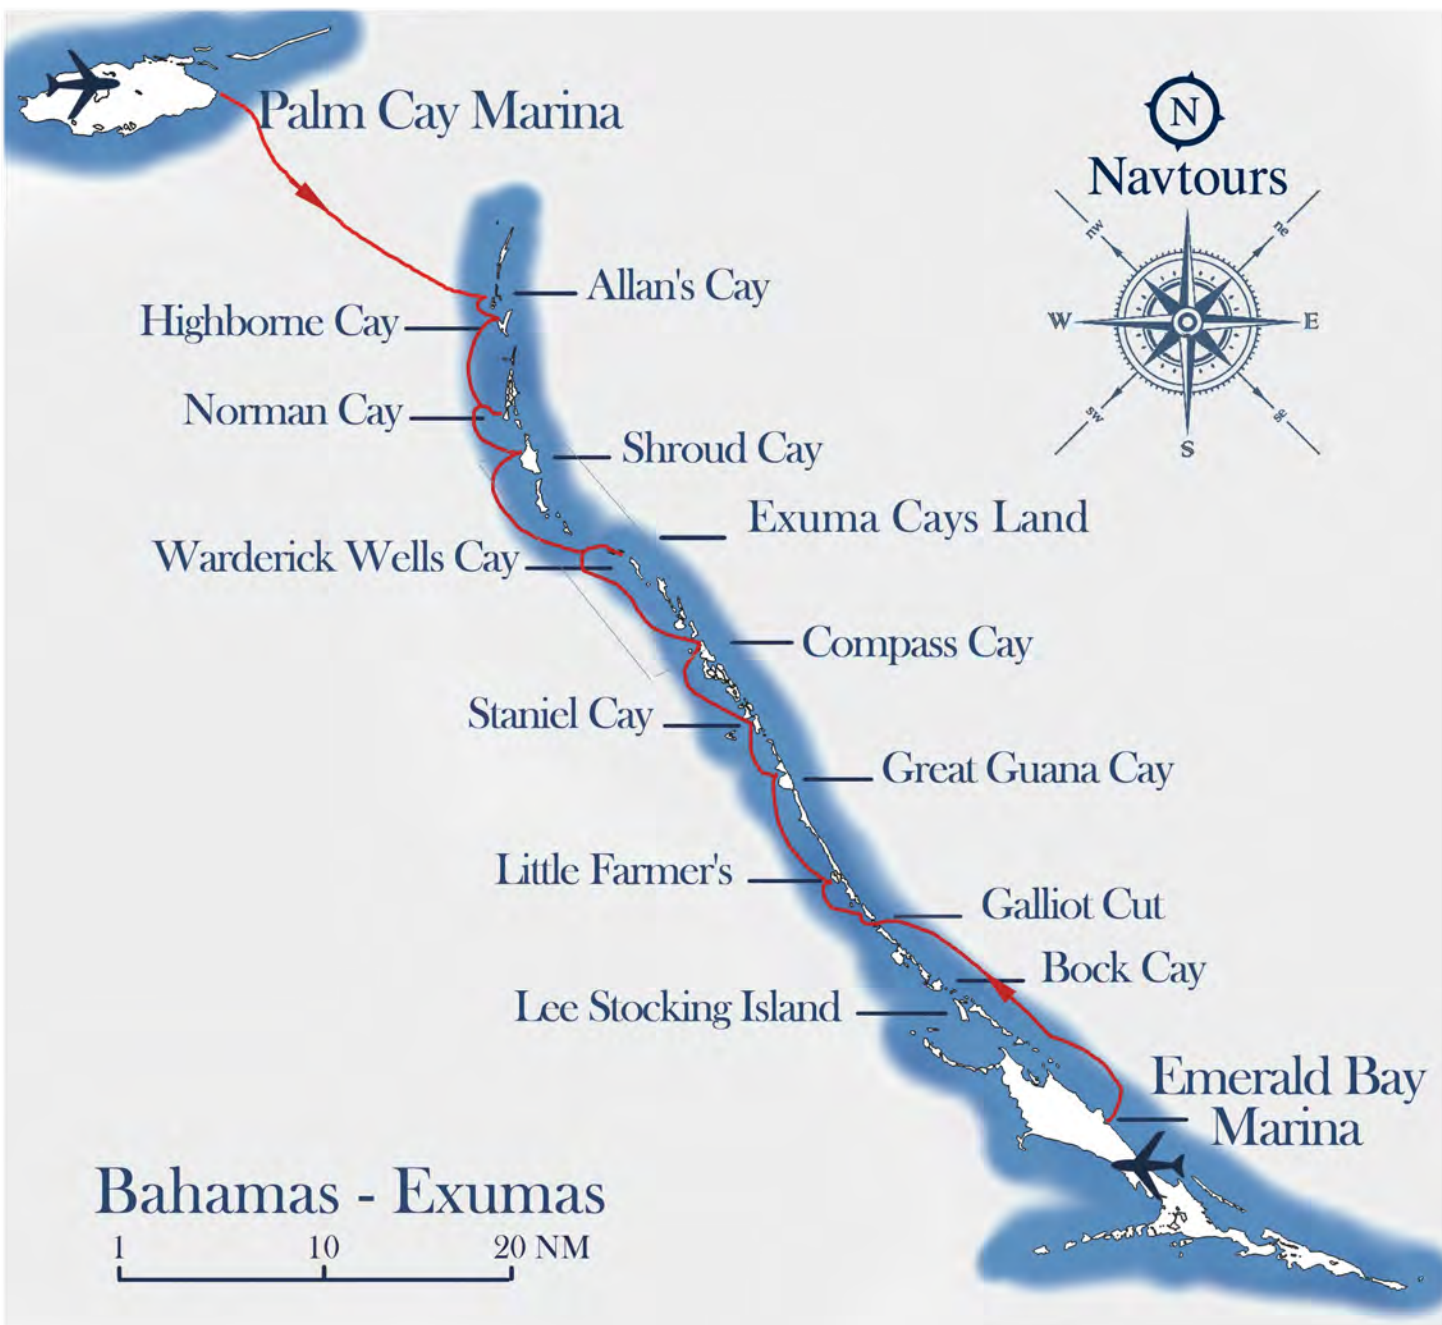 Palm Cay Marina
N
Navtours
nw
ne
Allan's Cay
Highborne Cay
W
E
Norman Cay
sw
se
Shroud Cay
S
Exuma Cays Land
Warderick Wells Cay
Compass Cay
Staniel Cay
Great Guana Cay
Little Farmer's
Galliot Cut
Bock Cay
Lee Stocking Island
Emerald Bay
Marina
Bahamas - Exumas
1 10 20 NM